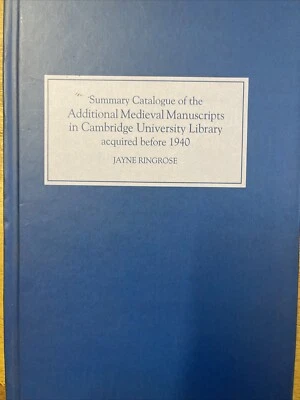 Summary Catalogue of the
Additional Medieval Manuscripts
in Cambridge University Library
acquired before 1940
JAYNE RINGROSE